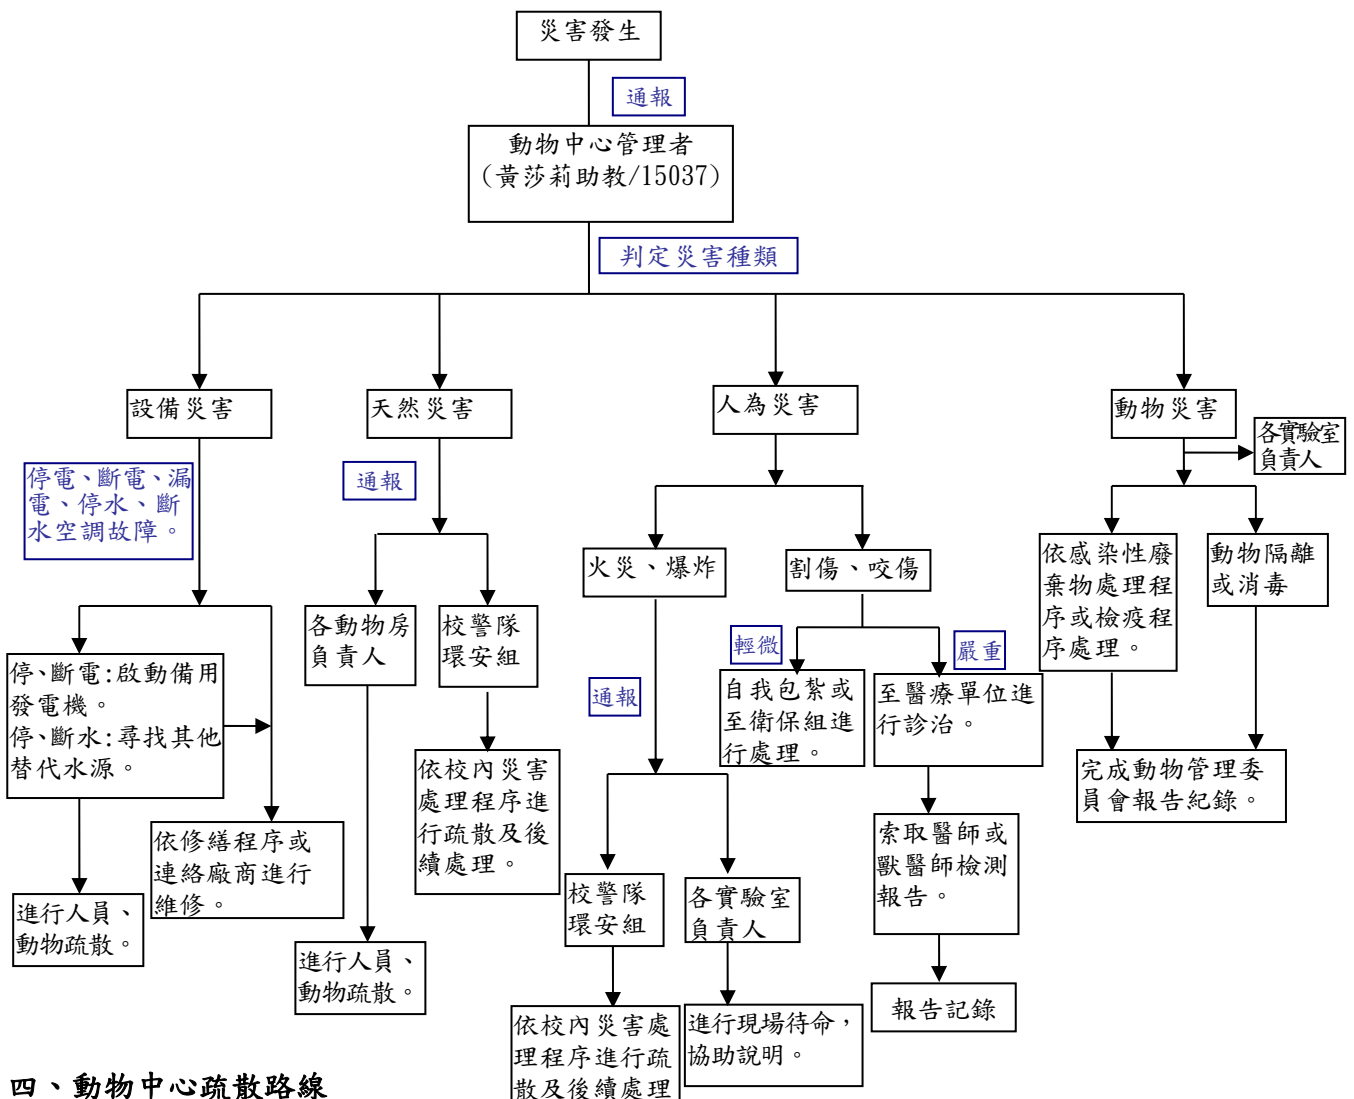 災害發生
通報
動物中心管理者
(黃莎莉助教/15037)
判定災害種類
設備災害
天然災害
人為災害
動物災害
各實驗室
負責人
停電、斷電、漏
電、停水、斷
水空調故障。
通報
火災、爆炸
割傷、咬傷
依感染性廢
棄物處理程
序或檢疫程
序處理。
動物隔離
或消毒
各動物房
負責人
校警隊
環安組
輕微
嚴重
停、斷電:啟動備用
發電機。
停、斷水:尋找其他
替代水源。
通報
自我包紮或
至衛保組進
行處理。
至醫療單位進
行診治。
依校內災害
處理程序進
行疏散及後
續處理。
完成動物管理委
員會報告紀錄。
依修繕程序或
連絡廠商進行
維修。
索取醫師或
獸醫師檢測
報告。
進行人員、
動物疏散。
校警隊
環安組
各實驗室
負責人
進行人員、
動物疏散。
報告記錄
依校內災害處
理程序進行疏
散及後續處理
進行現場待命,
協助說明。
四、動物中心疏散路線